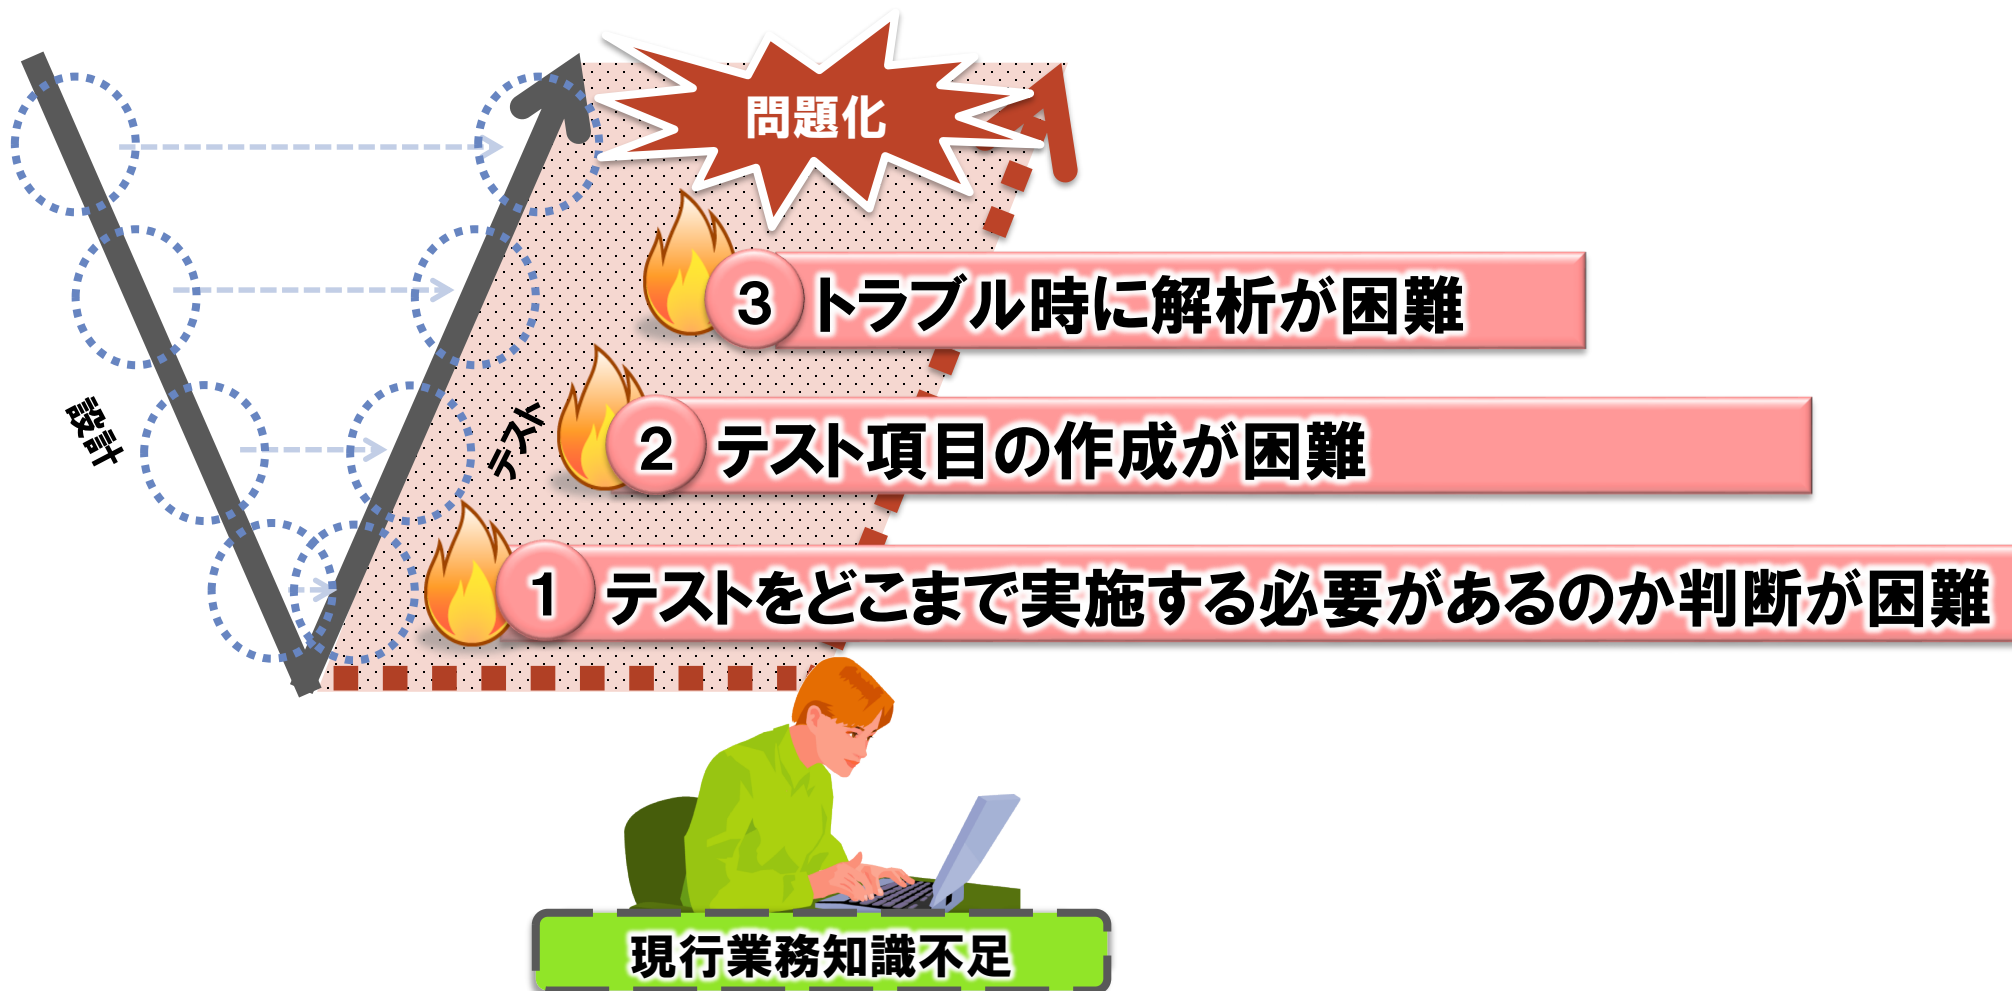 問題化
3 トラブル時に解析が困難
設計
テスト
2 テスト項目の作成が困難
1 テストをどこまで実施する必要があるのか判断が困難
現行業務知識不足